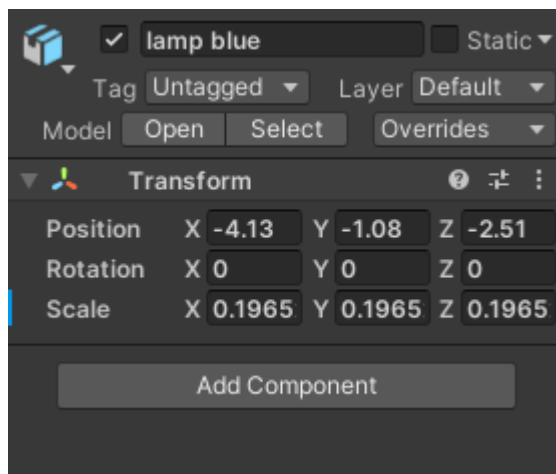 lamp blue Static
Tag Untagged Layer Default
Model Open Select Overrides
Transform
Position X -4.13 Y -1.08 Z -2.51
Rotation X 0 Y 0 Z 0
Scale X 0.1965 Y 0.1965 Z 0.1965
Add Component